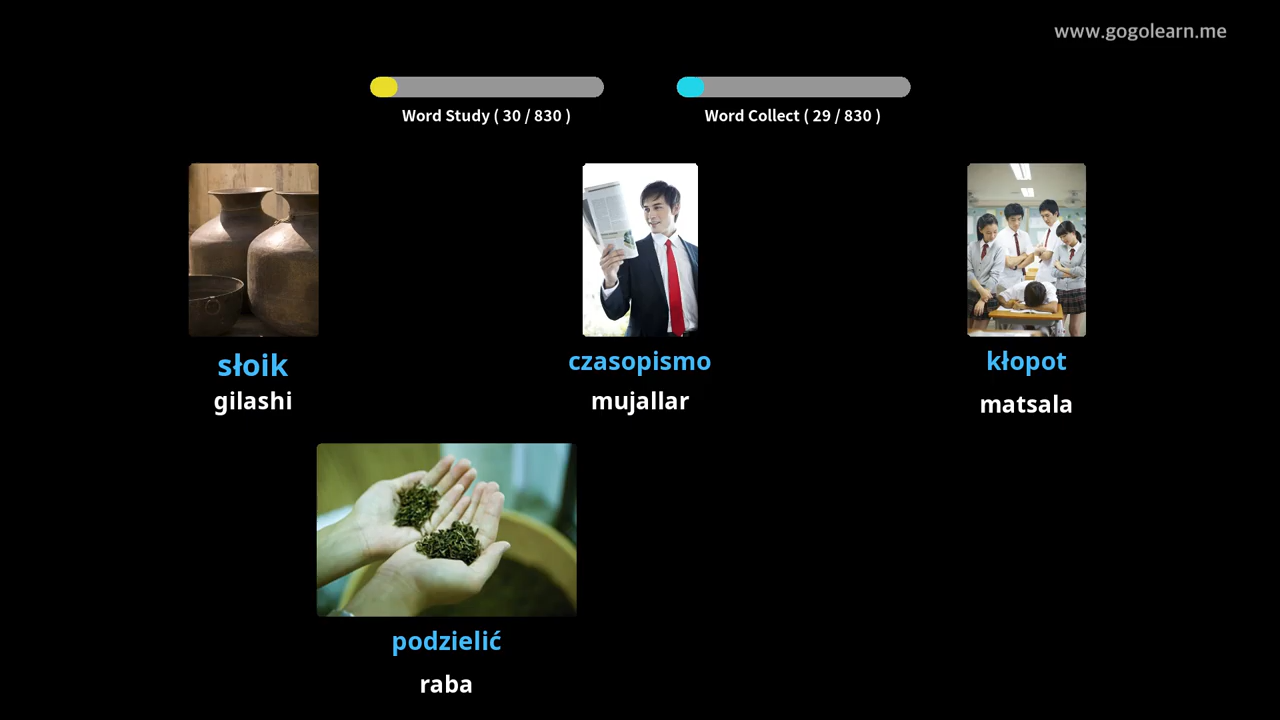 www.gogolearn.me
Word Study ( 30 / 830 )
Word Collect ( 29 / 830 )
słoik
gilashi
czasopismo
mujallar
kłopot
matsala
podzielić
raba